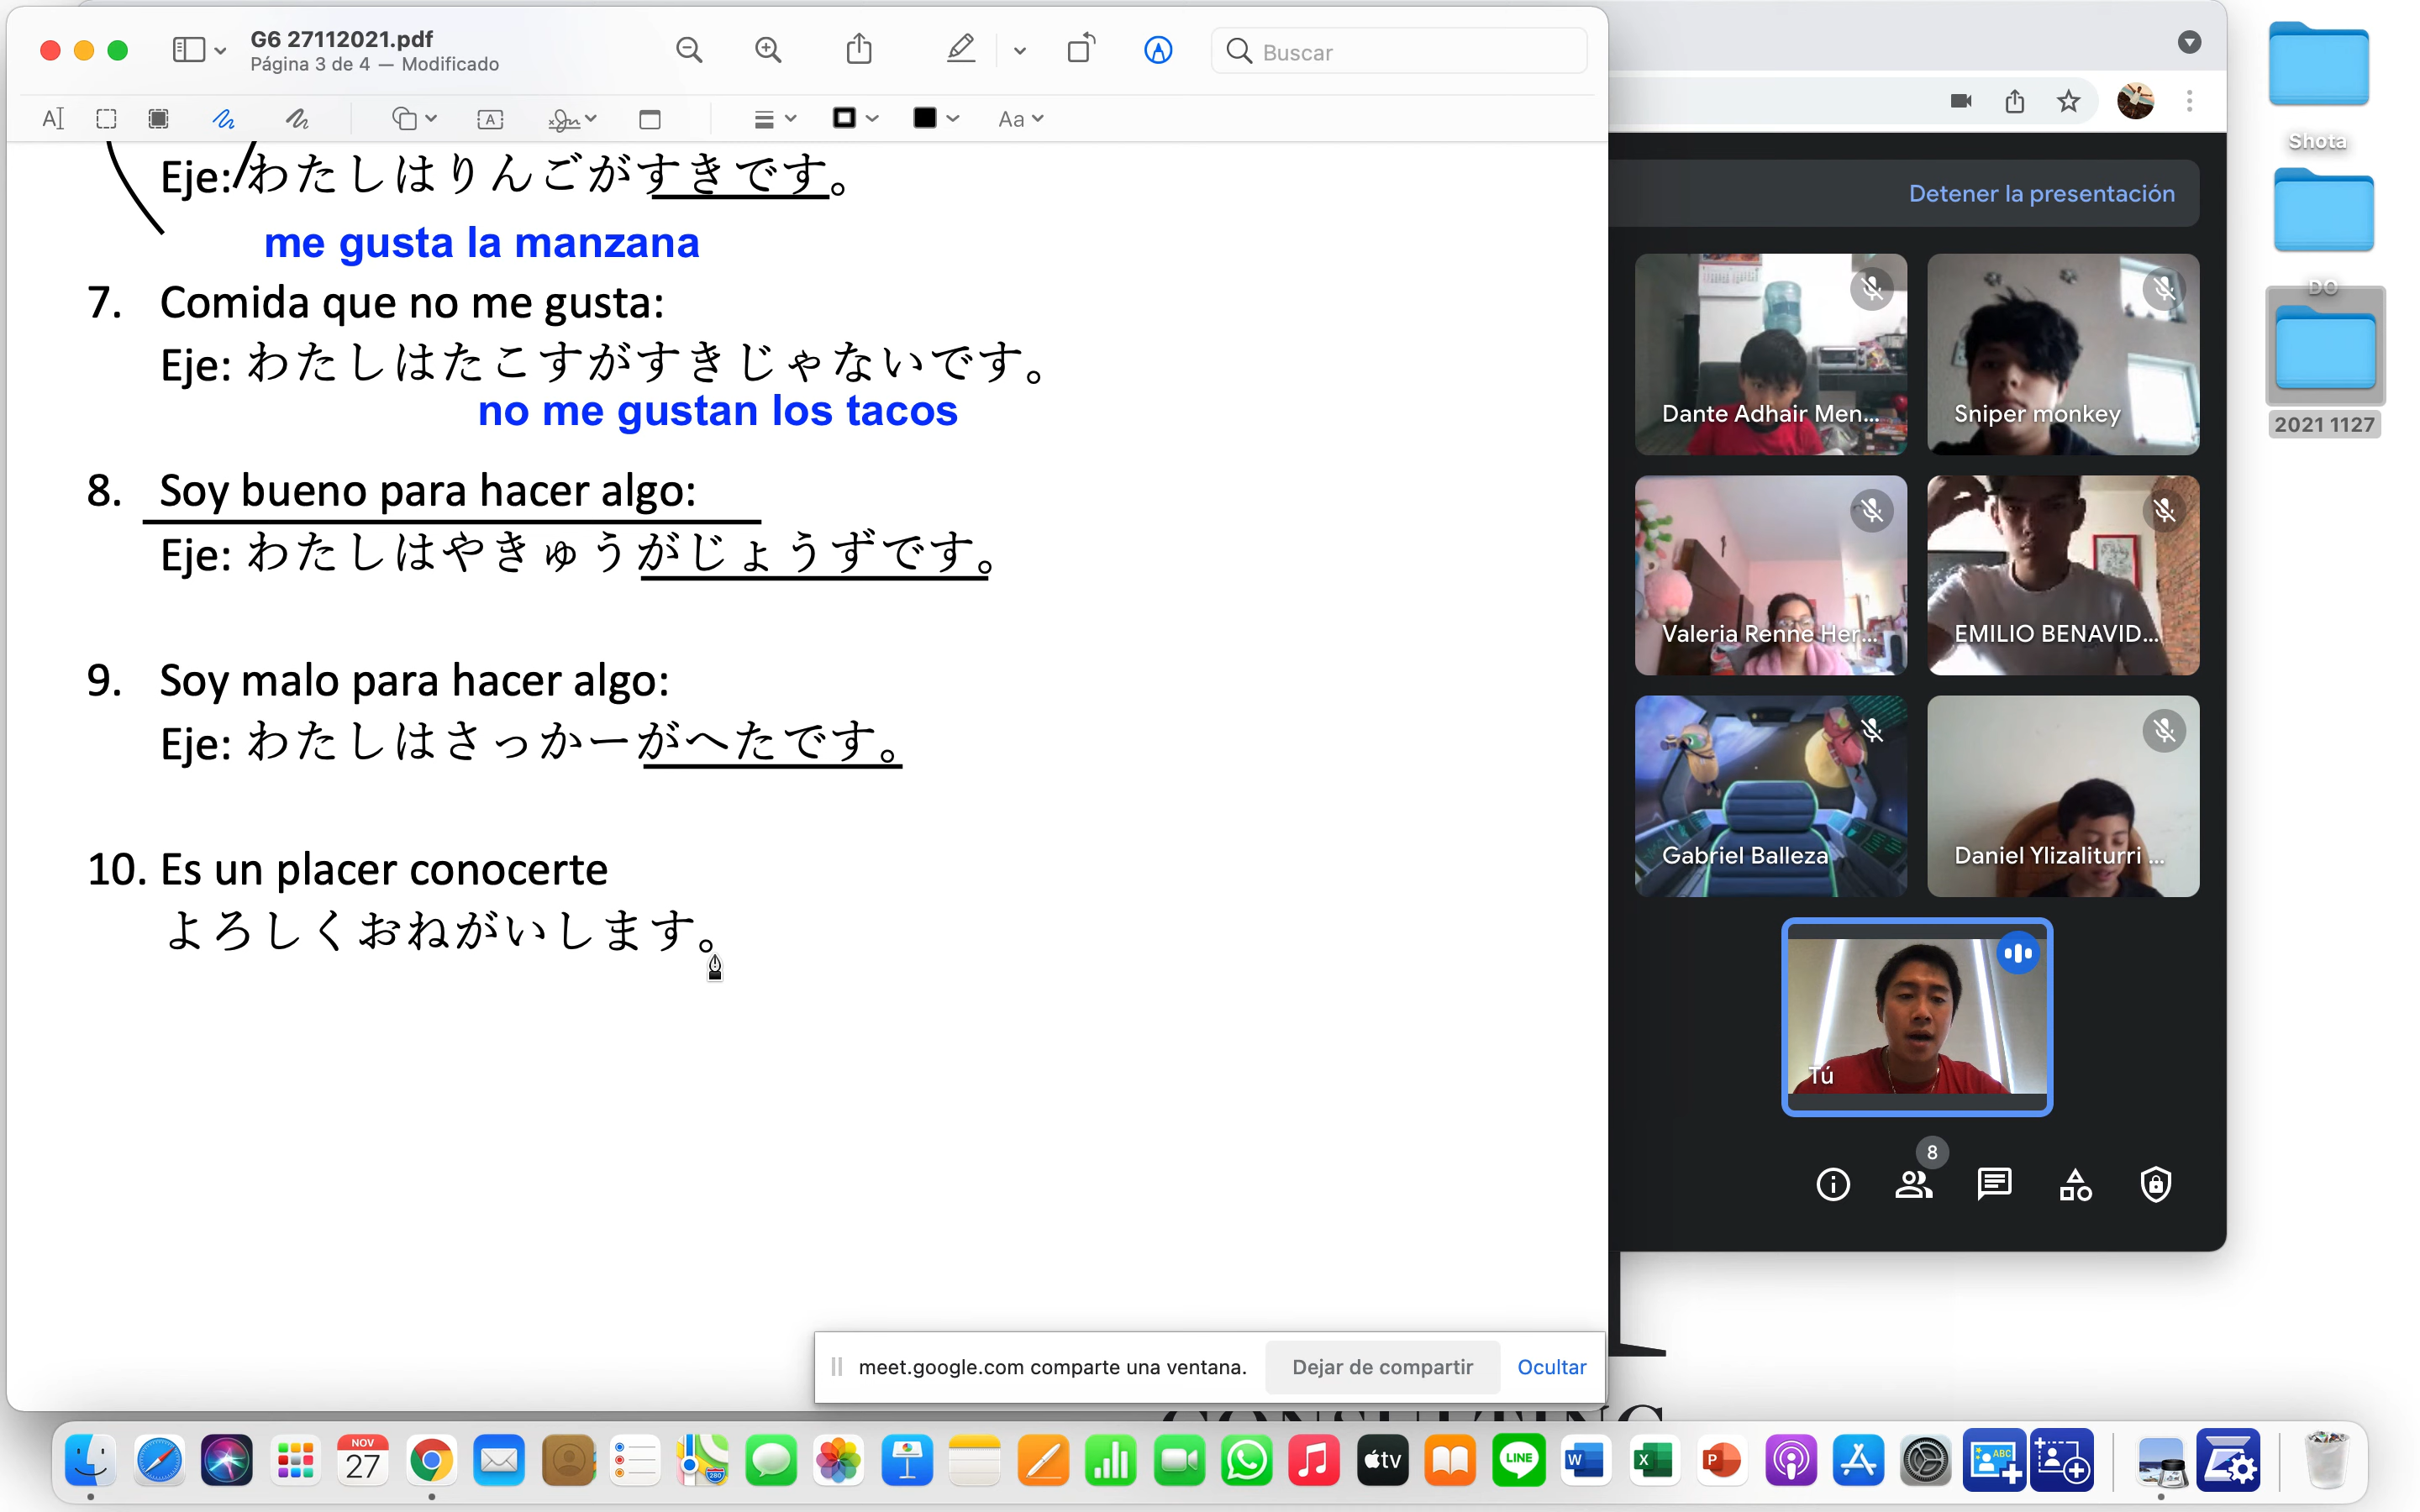 G6 27112021.pdf
Página 3 de 4 — Modificado
Buscar
Aa
Eje: わたしはりんごがすきです。
me gusta la manzana
7. Comida que no me gusta:
Eje: わたしはたこすがすきじゃないです。
no me gustan los tacos
8. Soy bueno para hacer algo:
Eje: わたしはやきゅうがじょうずです。
9. Soy malo para hacer algo:
Eje: わたしはさっかーがへたです。
10. Es un placer conocerte
よろしくおねがいします。
Detener la presentación
Dante Adhair Men...
Sniper monkey
Valeria Renne Her...
EMILIO BENAVID...
Gabriel Balleza
Daniel Ylizaliturri ...
Tú
8
Shota
DO
2021 1127
meet.google.com comparte una ventana.
Dejar de compartir
Ocultar
CONSULTING
NOV
27
280
tv
LINE
W
X
P
ABC